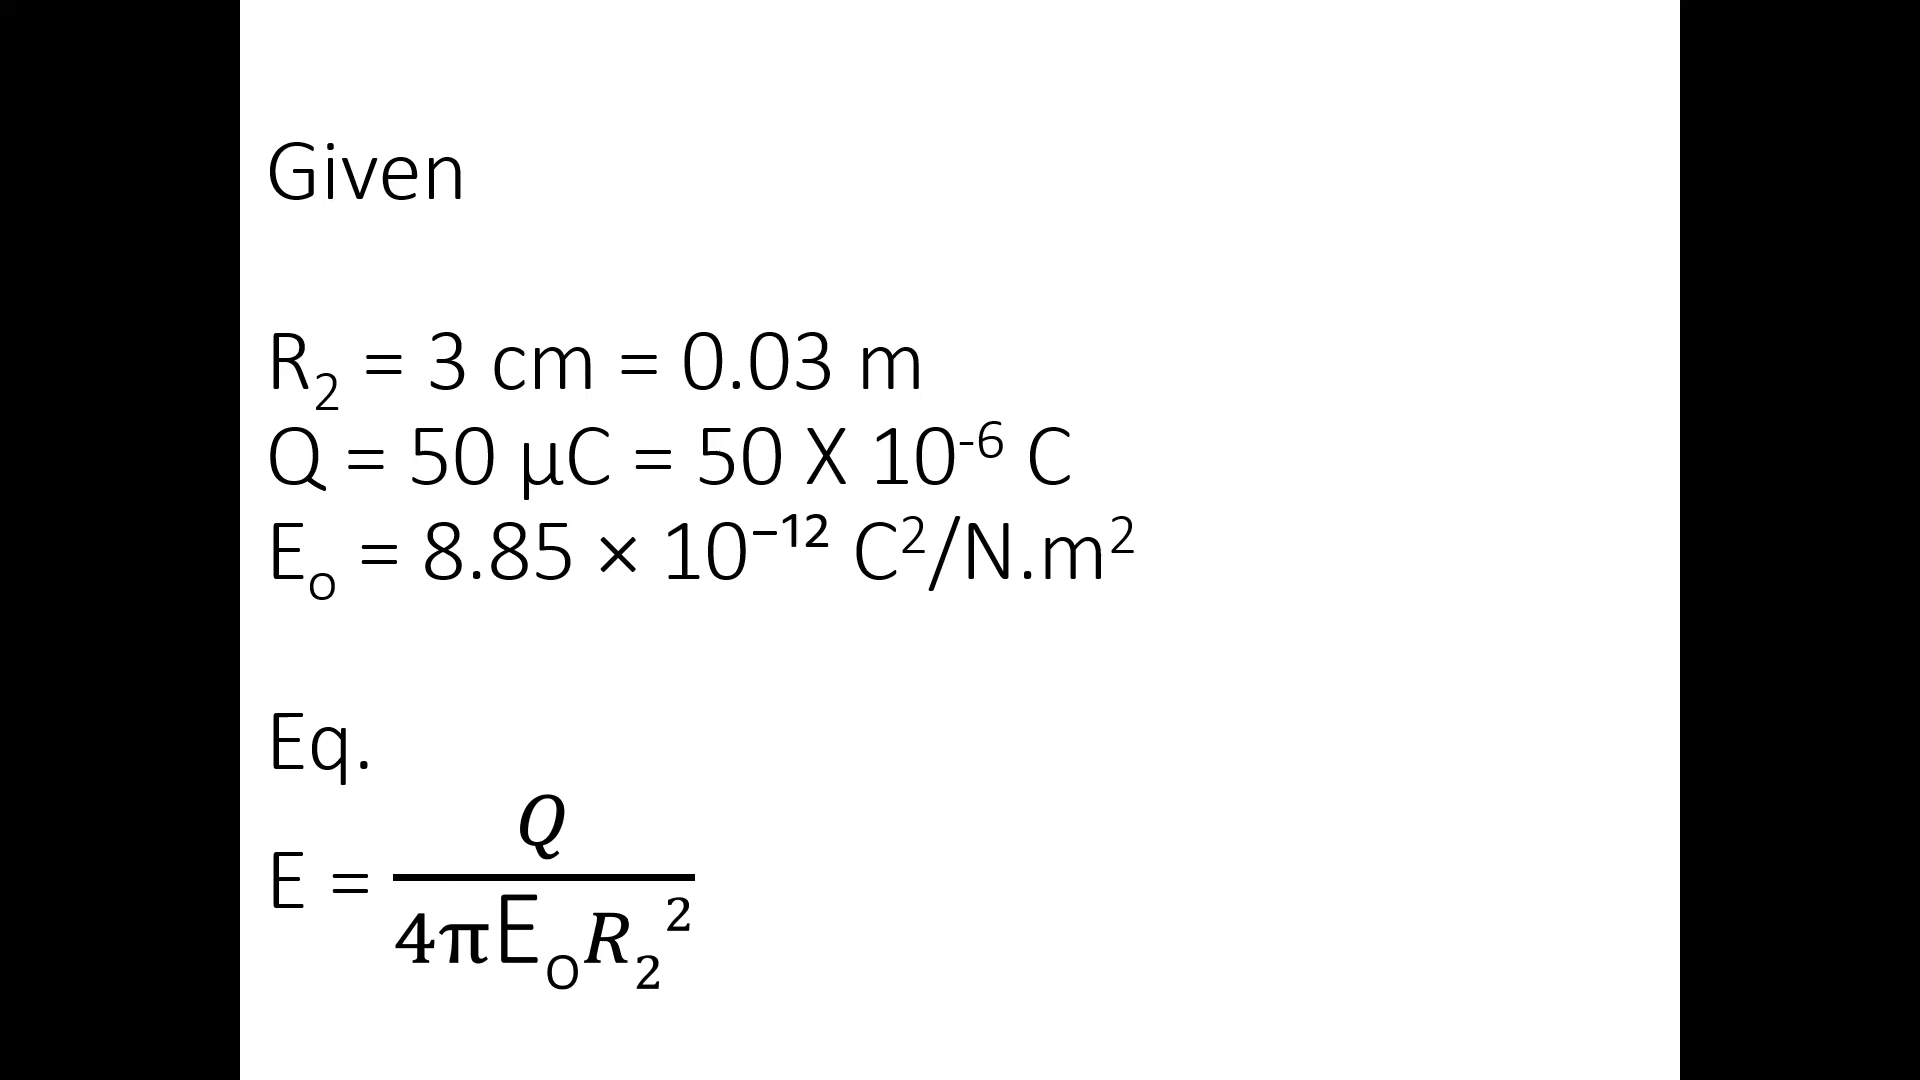 Given
R₂ = 3 cm = 0.03 m
Q = 50 µC = 50 X 10⁻⁶ C
Eₒ = 8.85 × 10⁻¹² C²/N.m²
Eq.
E = Q / 4πEₒR₂²